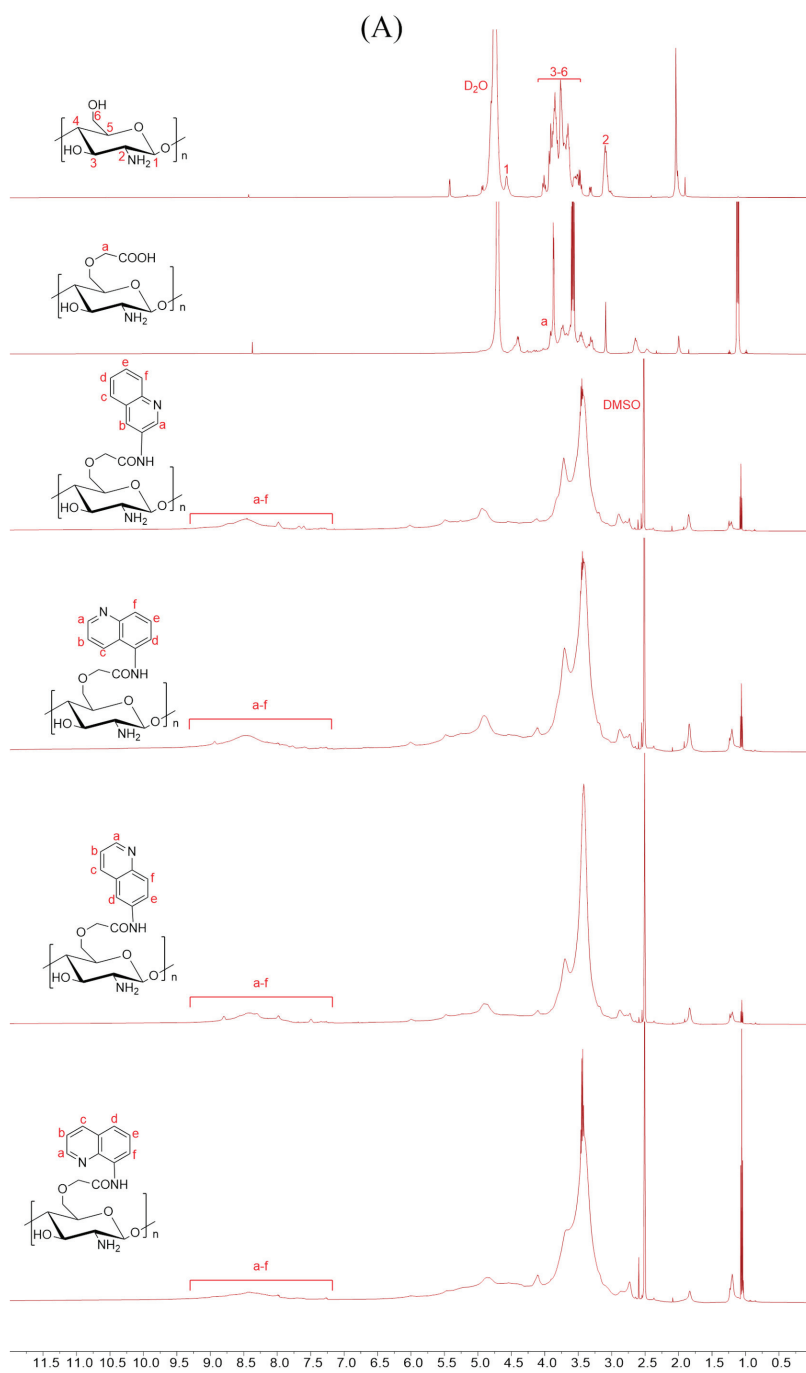 (A)
D2O
3-6
2
1
OH
6
5
4
O
HO
3
2
NH2
1
O
n
a
O
COOH
O
HO
NH2
O
n
a
e
d
f
c
N
b
a
O
CONH
O
HO
NH2
O
n
a-f
DMSO
N
f
a
e
b
d
c
O
CONH
O
HO
NH2
O
n
a-f
a
b
N
c
f
d
e
O
CONH
O
HO
NH2
O
n
a-f
c
d
b
e
a
N
f
O
CONH
O
HO
NH2
O
n
a-f
11.5 11.0 10.5 10.0 9.5 9.0 8.5 8.0 7.5 7.0 6.5 6.0 5.5 5.0 4.5 4.0 3.5 3.0 2.5 2.0 1.5 1.0 0.5